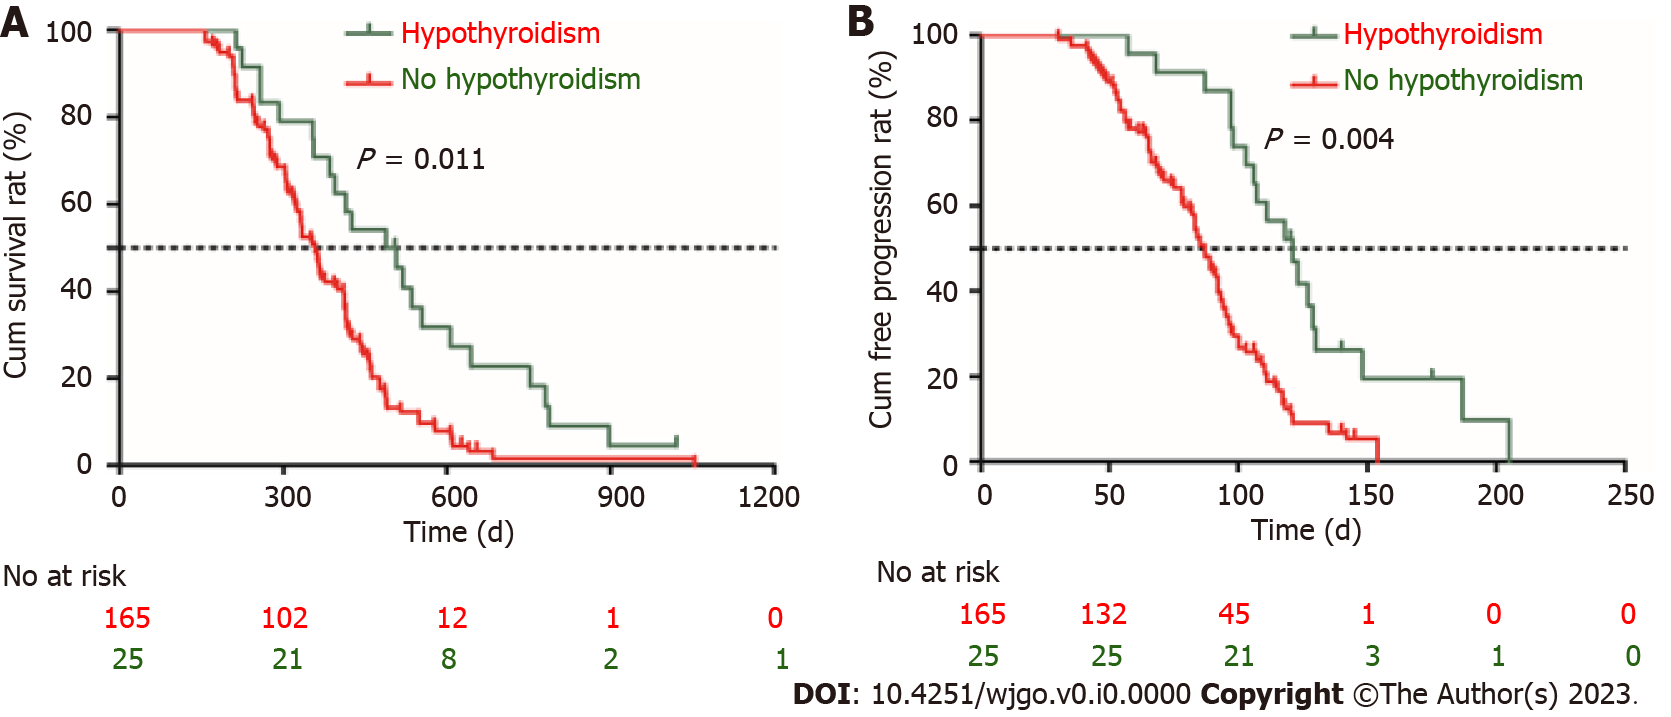 A
100
80
60
40
20
0
Cum survival rat (%)
Hypothyroidism
No hypothyroidism
P = 0.011
0 300 600 900 1200
Time (d)
No at risk
165 102 12 1 0
25 21 8 2 1
B
100
80
60
40
20
0
Cum free progression rat (%)
Hypothyroidism
No hypothyroidism
P = 0.004
0 50 100 150 200 250
Time (d)
No at risk
165 132 45 1 0 0
25 25 21 3 1 0
DOI: 10.4251/wjgo.v0.i0.0000 Copyright ©The Author(s) 2023.